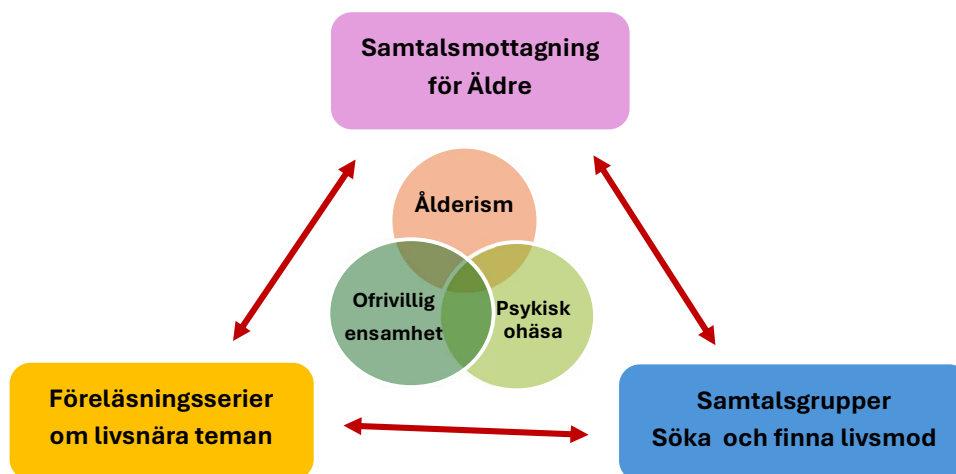 Samtalsmottagning
för Äldre
Ålderism
Ofrivillig
ensamhet
Psykisk
ohäsa
Föreläsningsserier
om livsnära teman
Samtalsgrupper
Söka och finna livsmod